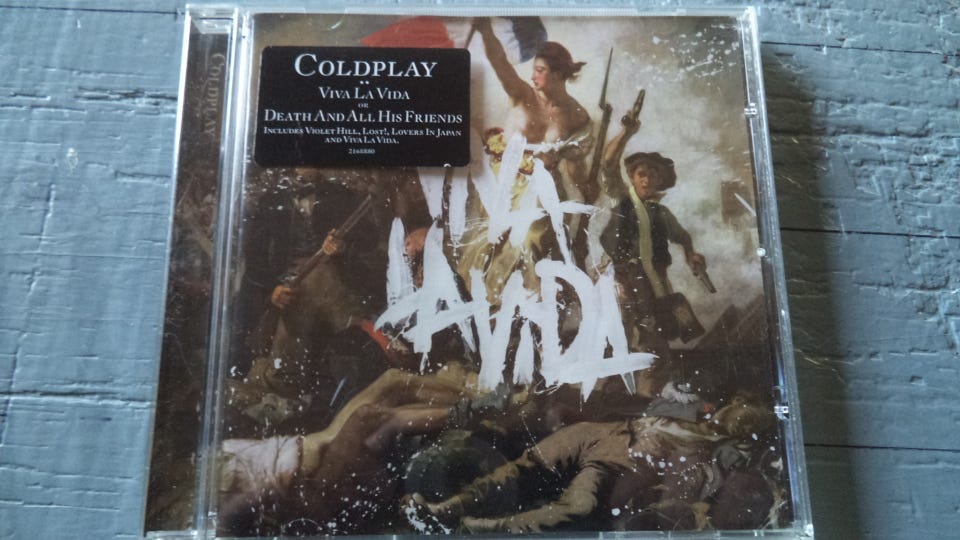 COLDPLAY
COLDPLAY
VIVA LA VIDA
OR
DEATH AND ALL HIS FRIENDS
INCLUDES VIOLET HILL, LOST!, LOVERS IN JAPAN
AND VIVA LA VIDA.
2168880
VIVA
LA VIDA